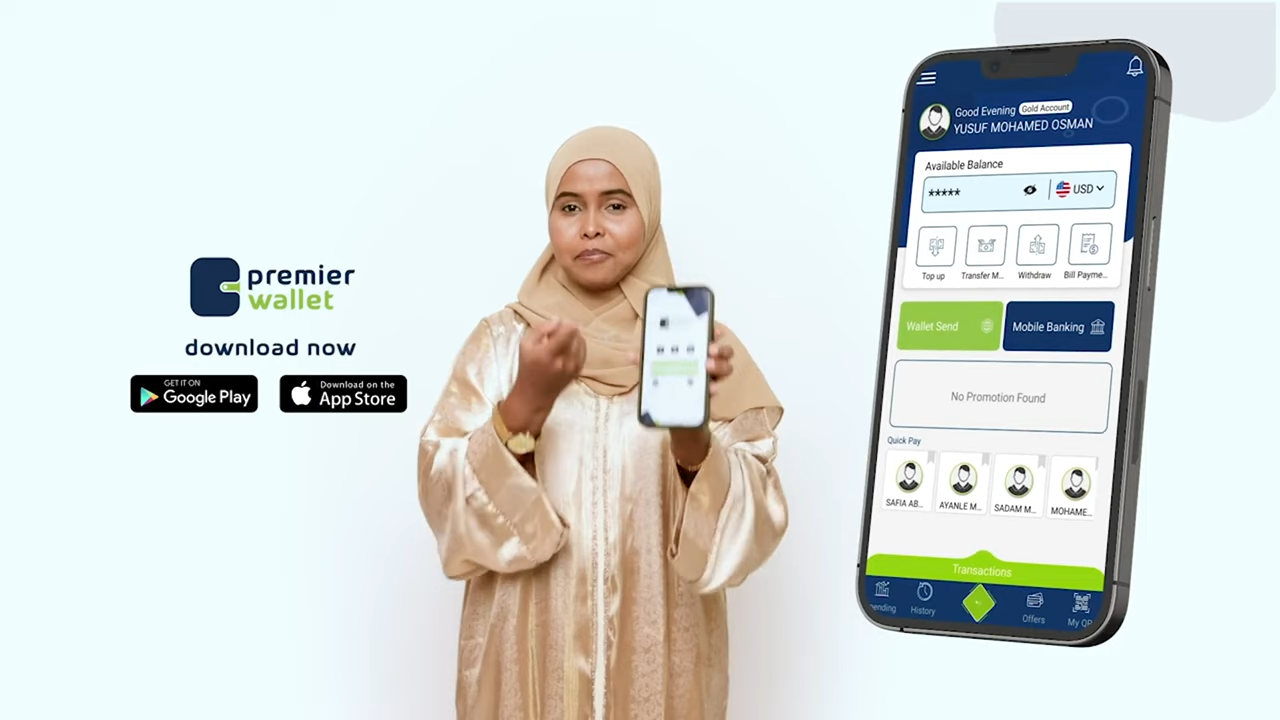 premier
wallet
download now
GET IT ON
Google Play
Download on the
App Store
Good Evening Gold Account
YUSUF MOHAMED OSMAN
Available Balance
*****
USD
Top up
Transfer M...
Withdraw
Bill Payme...
Wallet Send
Mobile Banking
No Promotion Found
Quick Pay
SAFIA AB...
AYANLE M...
SADAM M...
MOHAME...
Transactions
ending
History
Offers
My QR